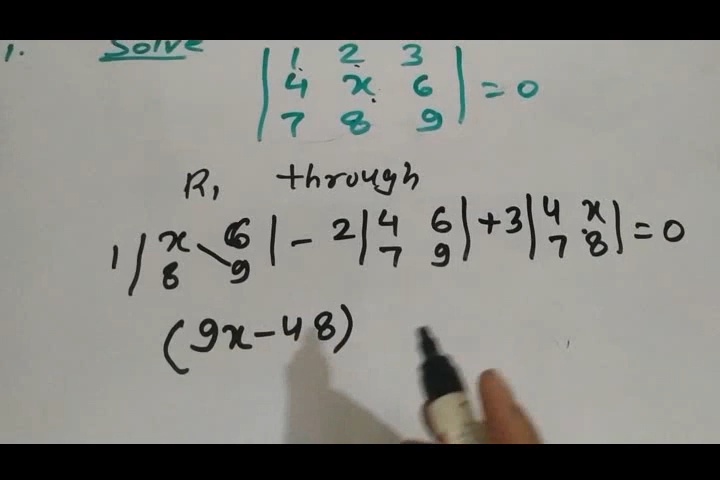 1. Solve
| 1 2 3 |
| 4 x 6 | = 0
| 7 8 9 |
R₁ through
1 | x 6 | - 2 | 4 6 | + 3 | 4 x | = 0
| 8 9 | | 7 9 | | 7 8 |
(9x - 48)